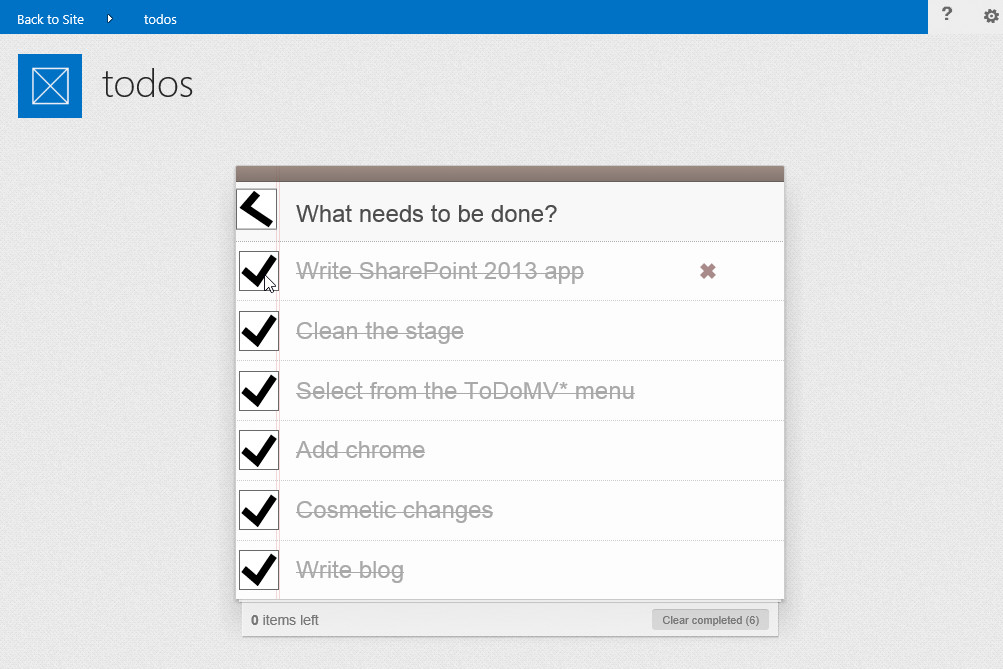 Back to Site todos ?
todos
What needs to be done?
Write SharePoint 2013 app
Clean the stage
Select from the ToDoMV* menu
Add chrome
Cosmetic changes
Write blog
0 items left Clear completed (6)